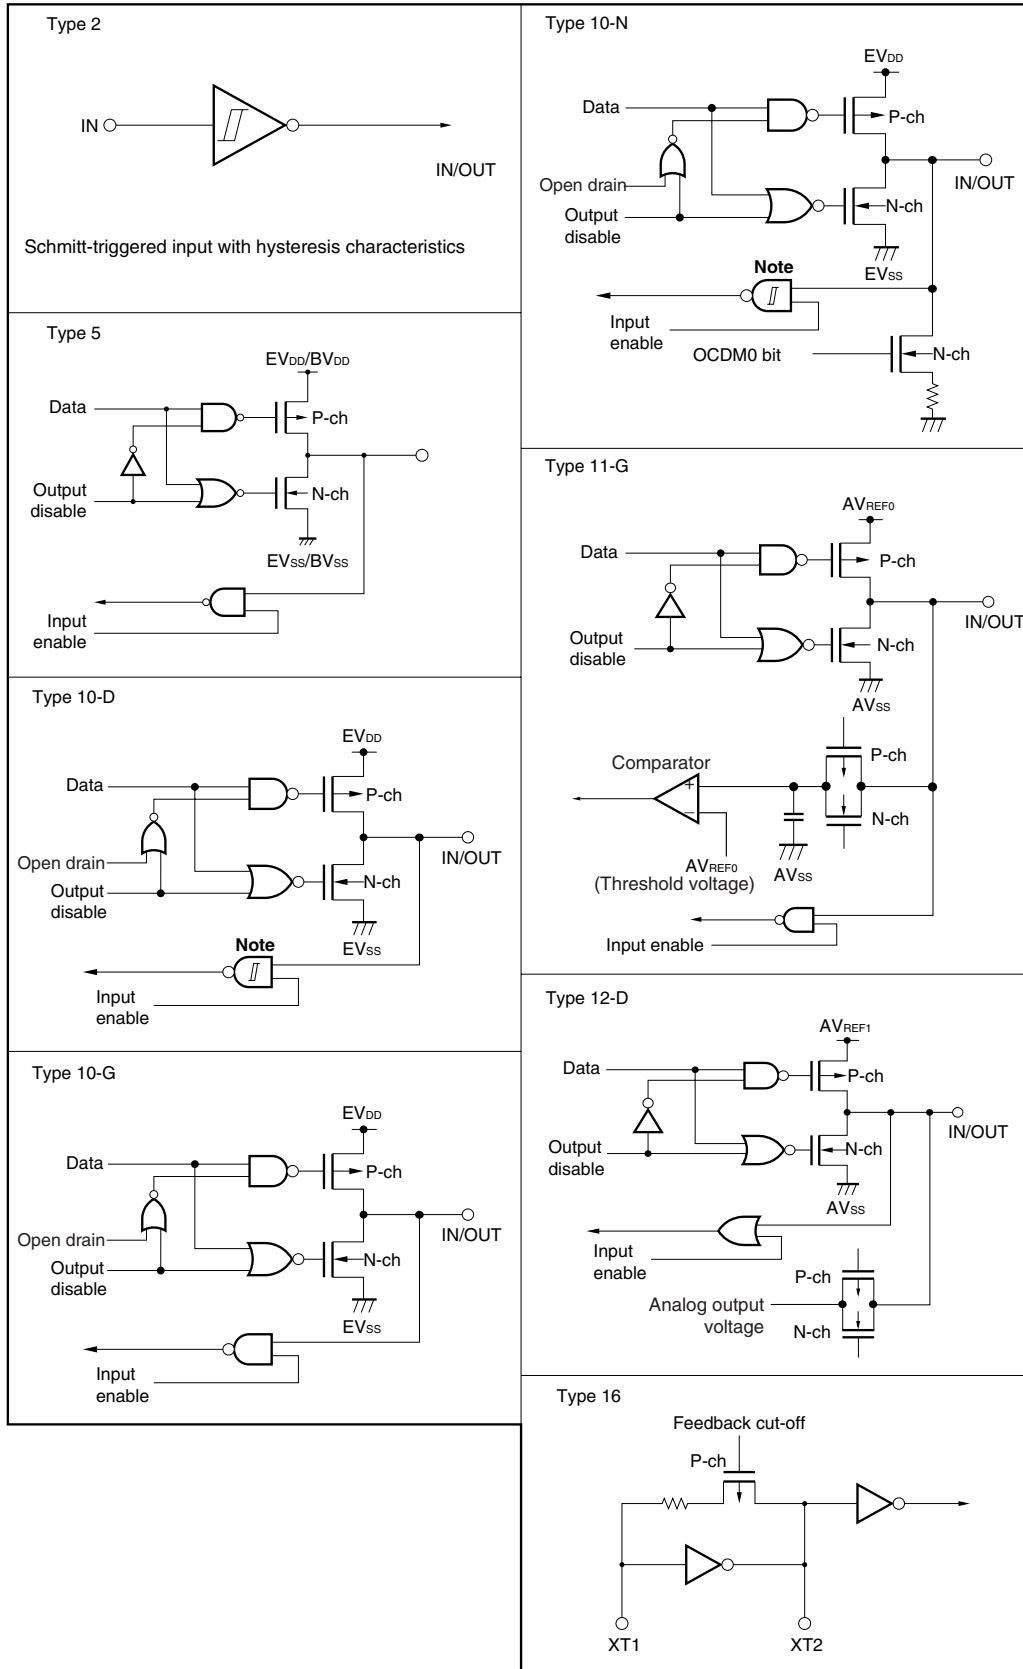 Type 2
IN
IN/OUT
Schmitt-triggered input with hysteresis characteristics
Type 5
EVDD/BVDD
Data
P-ch
Output
disable
N-ch
EVSS/BVSS
Input
enable
Type 10-D
EVDD
Data
P-ch
IN/OUT
Open drain
Output
disable
N-ch
EVSS
Note
Input
enable
Type 10-G
EVDD
Data
P-ch
IN/OUT
Open drain
Output
disable
N-ch
EVSS
Input
enable
Type 10-N
EVDD
Data
P-ch
IN/OUT
Open drain
Output
disable
N-ch
EVSS
Note
Input
enable
OCDM0 bit
N-ch
Type 11-G
AVREF0
Data
P-ch
IN/OUT
Output
disable
N-ch
AVSS
P-ch
Comparator
+
−
N-ch
AVREF0
(Threshold voltage)
AVSS
Input enable
Type 12-D
AVREF1
Data
P-ch
IN/OUT
Output
disable
N-ch
AVSS
Input
enable
P-ch
Analog output
voltage
N-ch
Type 16
Feedback cut-off
P-ch
XT1
XT2